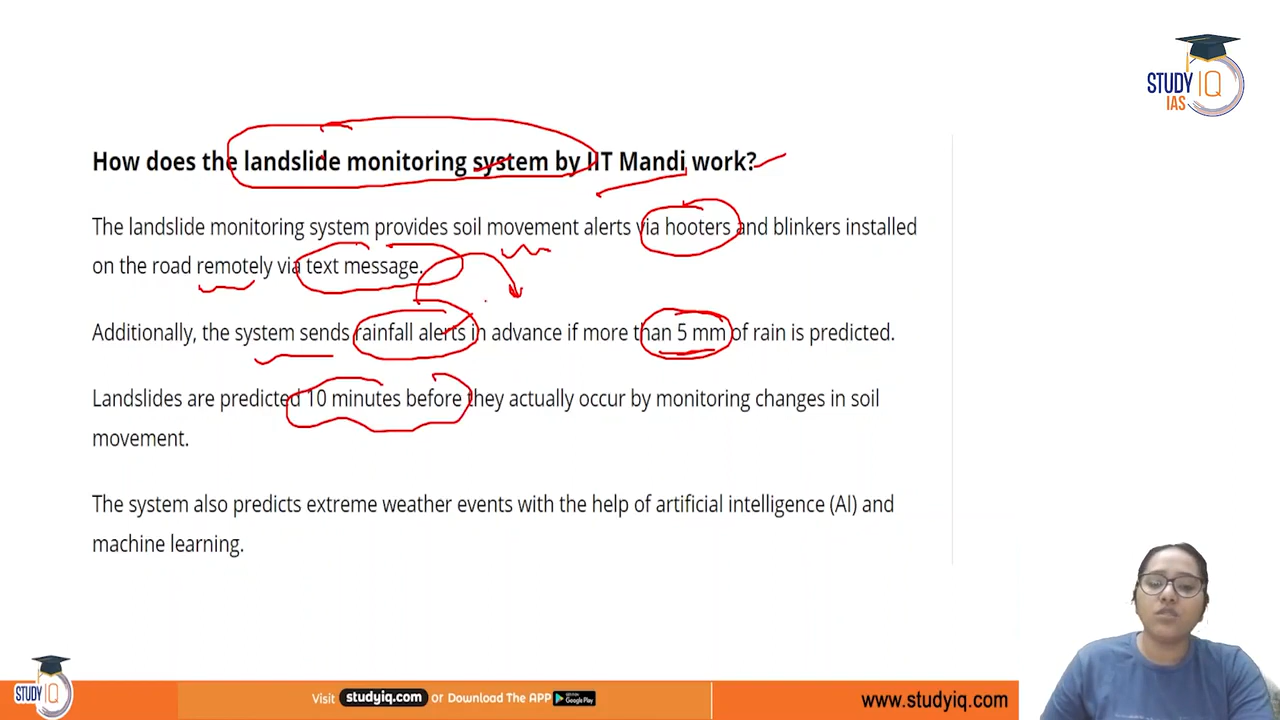 STUDY IQ
IAS
How does the landslide monitoring system by IIT Mandi work?
The landslide monitoring system provides soil movement alerts via hooters and blinkers installed
on the road remotely via text message.
Additionally, the system sends rainfall alerts in advance if more than 5 mm of rain is predicted.
Landslides are predicted 10 minutes before they actually occur by monitoring changes in soil
movement.
The system also predicts extreme weather events with the help of artificial intelligence (AI) and
machine learning.
STUDY IQ
Visit studyiq.com or Download The APP Google Play
www.studyiq.com